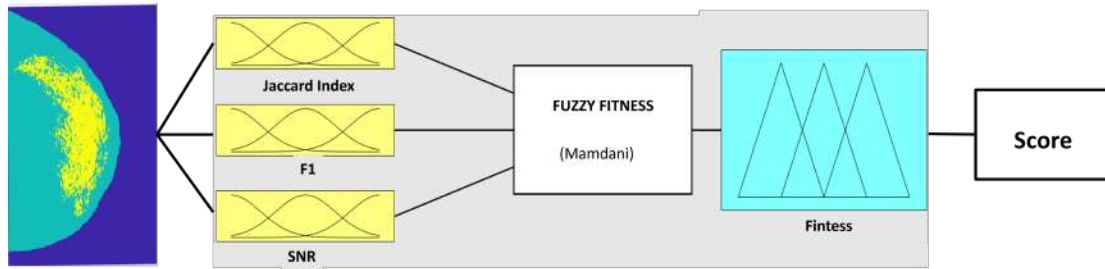 Jaccard Index
F1
SNR
FUZZY FITNESS
(Mamdani)
Fintess
Score